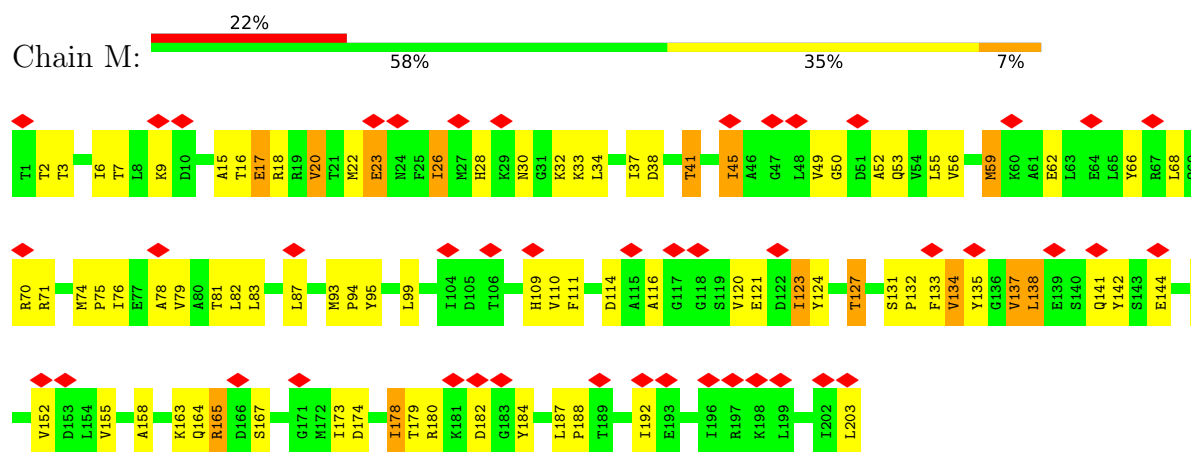 22%
Chain M:
58% 35% 7%
T1 T2 T3 I6 T7 L8 K9 D10 A15 T16 E17 R18 R19 V20 T21 M22 E23 N24 F25 I26 M27 H28 K29 N30 G31 K32 K33 L34 I37 D38 T41 I45 A46 G47 L48 V49 G50 D51 A52 Q53 V54 L55 V56 M59 K60 A61 E62 L63 E64 L65 Y66 R67 L68
R70 R71 M74 P75 I76 E77 A78 V79 A80 T81 L82 L83 L87 M93 P94 Y95 L99 I104 D105 T106 H109 V110 F111 D114 A115 A116 G117 G118 S119 V120 E121 D122 I123 Y124 T127 S131 P132 F133 V134 Y135 G136 V137 L138 E139 S140 Q141 Y142 S143 E144
V152 D153 L154 V155 A158 K163 Q164 R165 D166 S167 G171 M172 I173 D174 I178 T179 R180 K181 D182 G183 Y184 L187 P188 T189 I192 E193 I196 R197 K198 L199 I202 L203